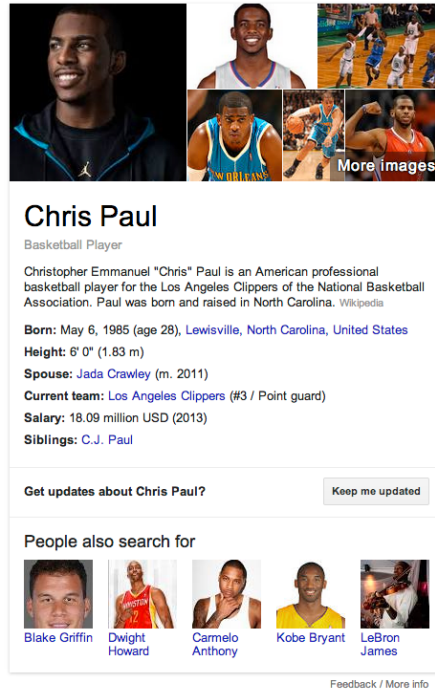 NEW ORLEANS
HOUSTON
12
More images
Chris Paul
Basketball Player
Christopher Emmanuel "Chris" Paul is an American professional
basketball player for the Los Angeles Clippers of the National Basketball
Association. Paul was born and raised in North Carolina. Wikipedia
Born: May 6, 1985 (age 28), Lewisville, North Carolina, United States
Height: 6' 0" (1.83 m)
Spouse: Jada Crawley (m. 2011)
Current team: Los Angeles Clippers (#3 / Point guard)
Salary: 18.09 million USD (2013)
Siblings: C.J. Paul
Get updates about Chris Paul?
Keep me updated
People also search for
Blake Griffin
Dwight
Howard
Carmelo
Anthony
Kobe Bryant
LeBron
James
Feedback / More info